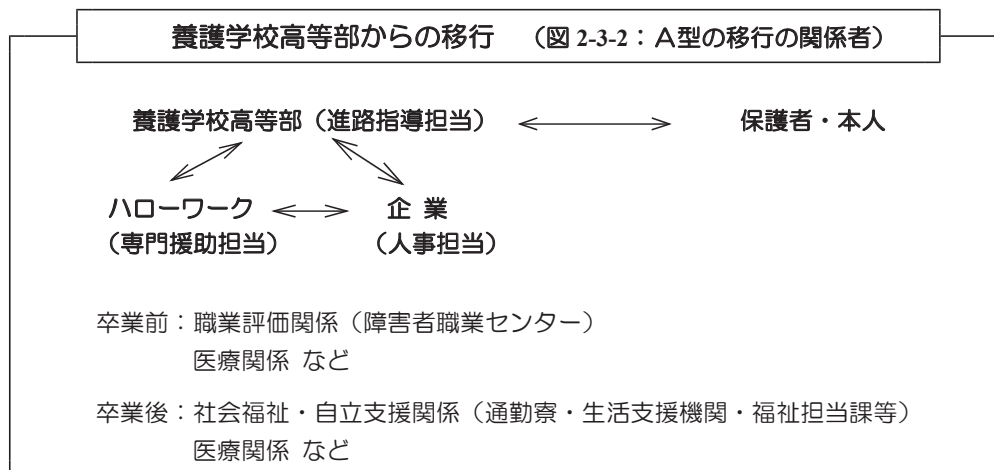 養護学校高等部からの移行 （図 2-3-2：Ａ型の移行の関係者）
養護学校高等部（進路指導担当） 保護者・本人
ハローワーク 企 業
（専門援助担当） （人事担当）
卒業前：職業評価関係（障害者職業センター）
医療関係 など
卒業後：社会福祉・自立支援関係（通勤寮・生活支援機関・福祉担当課等）
医療関係 など